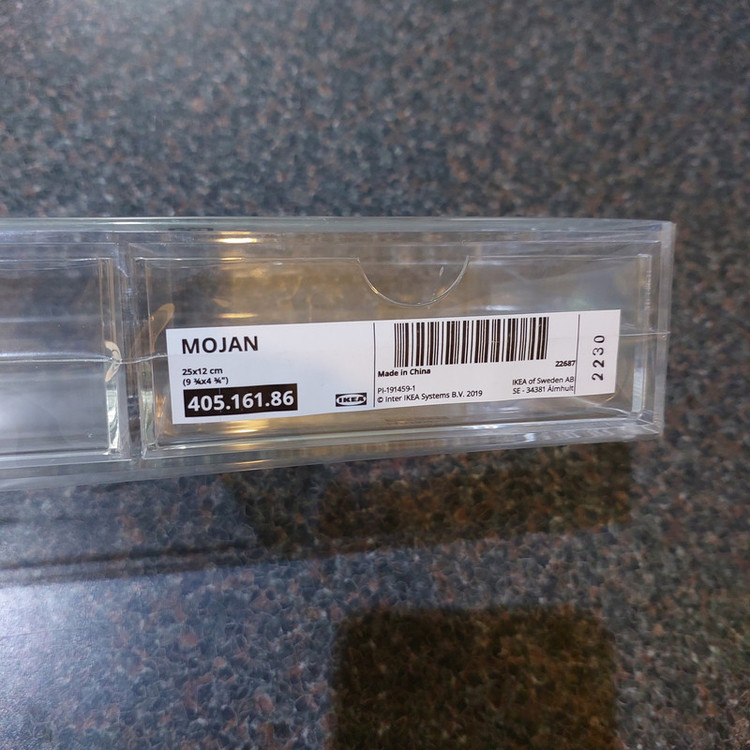 MOJAN
25x12 cm
(9 ¾x4 ¾")
405.161.86
IKEA
Made in China
22687
PI-191459-1
© Inter IKEA Systems B.V. 2019
IKEA of Sweden AB
SE - 34381 Älmhult
2230